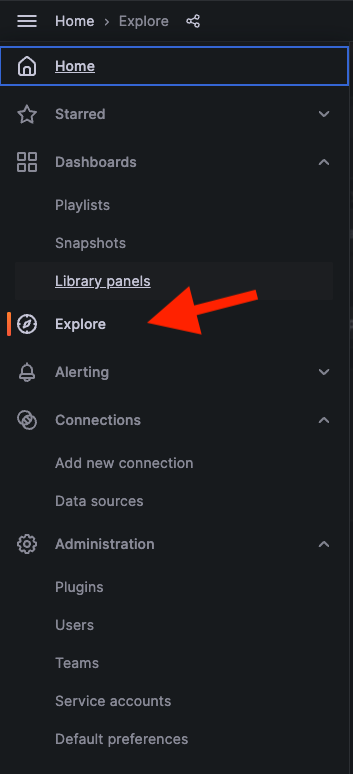 Home › Explore
Home
Starred
Dashboards
Playlists
Snapshots
Library panels
Explore
Alerting
Connections
Add new connection
Data sources
Administration
Plugins
Users
Teams
Service accounts
Default preferences